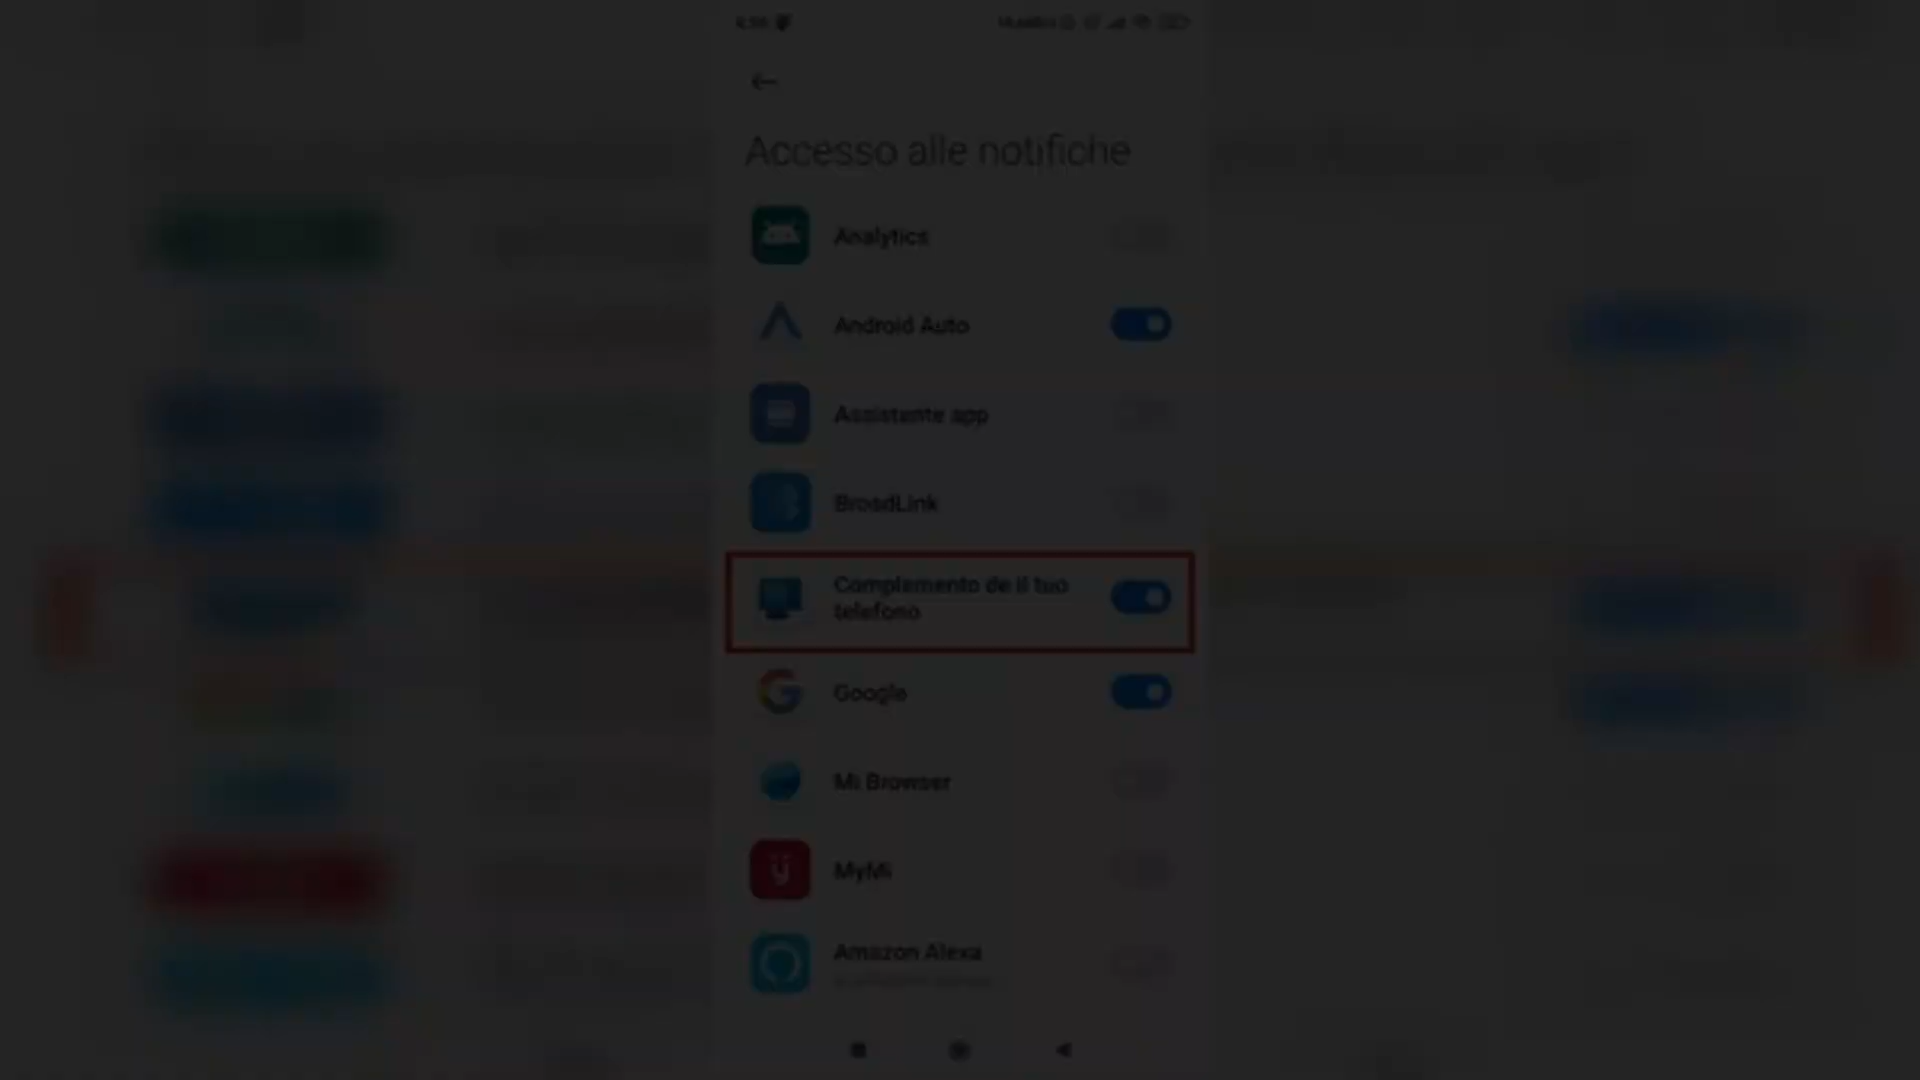 Accesso alle notifiche
Analytics
Android Auto
Assistente app
BroadLink
Complemento de Il tuo
telefono
Google
Mi Browser
MyMi
Amazon Alexa